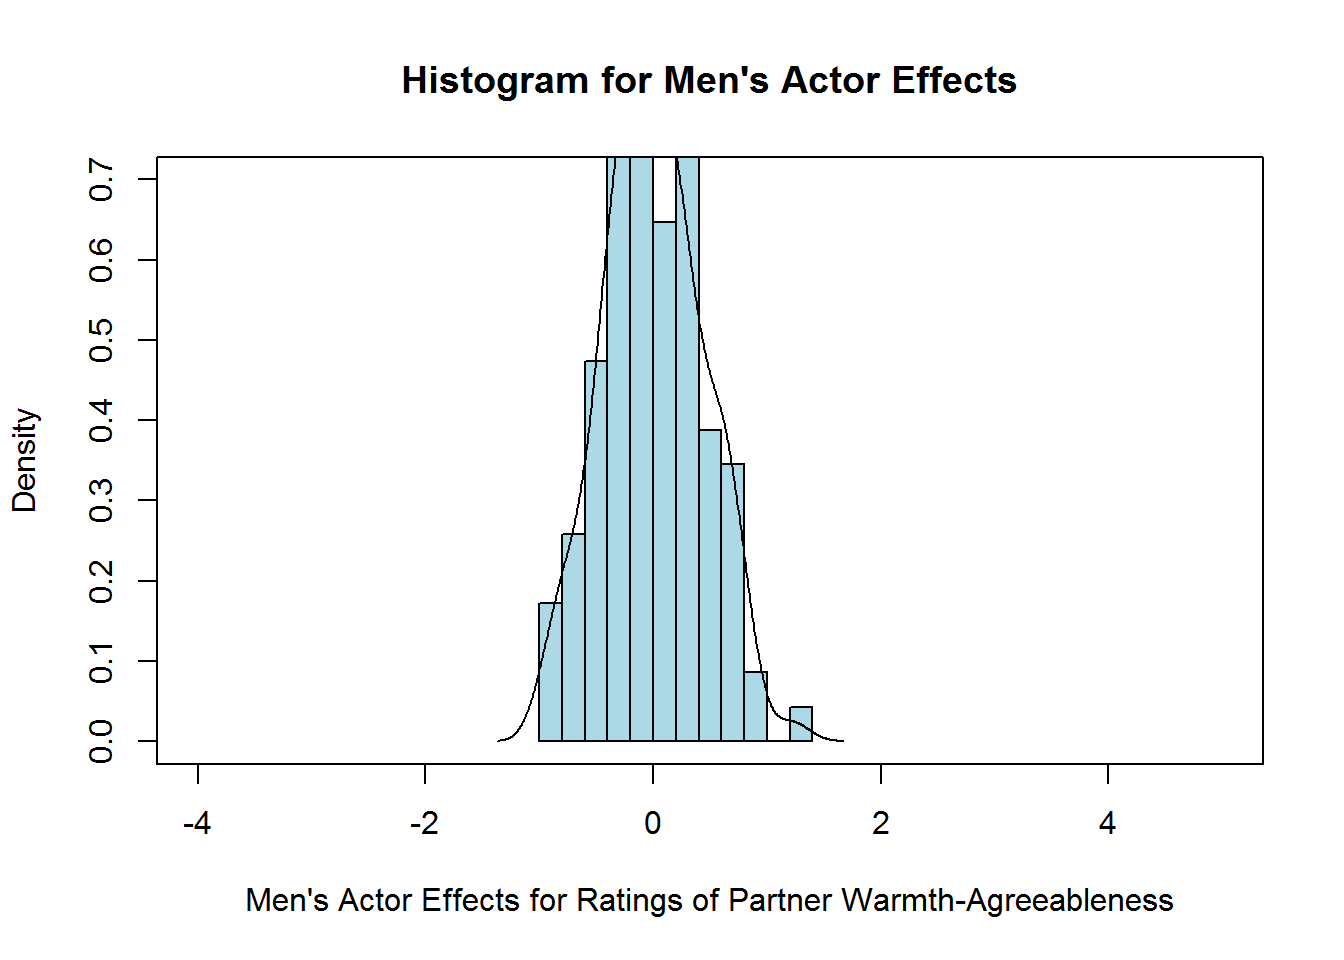 Histogram for Men's Actor Effects
0.7
0.6
0.5
0.4
0.3
0.2
0.1
0.0
Density
-4 -2 0 2 4
Men's Actor Effects for Ratings of Partner Warmth-Agreeableness